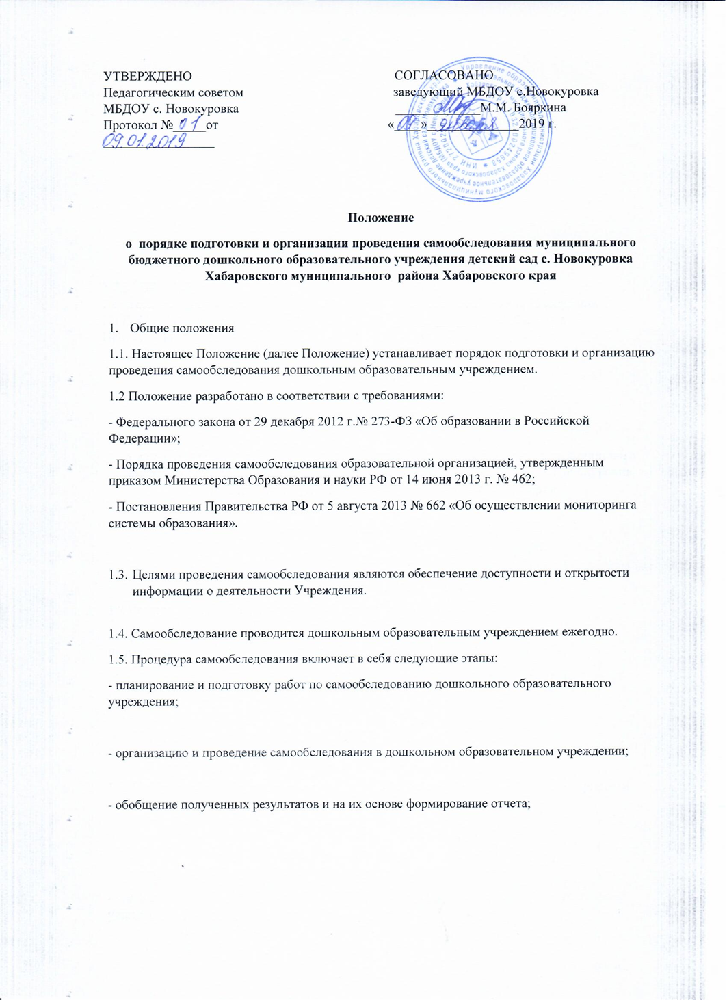 УТВЕРЖДЕНО
Педагогическим советом
МБДОУ с. Новокуровка
Протокол № 01 от
09.01.2019
СОГЛАСОВАНО
заведующий МБДОУ с.Новокуровка
М.М. Бояркина
« 09 » января 2019 г.
Положение
о порядке подготовки и организации проведения самообследования муниципального
бюджетного дошкольного образовательного учреждения детский сад с. Новокуровка
Хабаровского муниципального района Хабаровского края
1. Общие положения
1.1. Настоящее Положение (далее Положение) устанавливает порядок подготовки и организацию
проведения самообследования дошкольным образовательным учреждением.
1.2 Положение разработано в соответствии с требованиями:
- Федерального закона от 29 декабря 2012 г.№ 273-ФЗ «Об образовании в Российской
Федерации»;
- Порядка проведения самообследования образовательной организацией, утвержденным
приказом Министерства Образования и науки РФ от 14 июня 2013 г. № 462;
- Постановления Правительства РФ от 5 августа 2013 № 662 «Об осуществлении мониторинга
системы образования».
1.3. Целями проведения самообследования являются обеспечение доступности и открытости
информации о деятельности Учреждения.
1.4. Самообследование проводится дошкольным образовательным учреждением ежегодно.
1.5. Процедура самообследования включает в себя следующие этапы:
- планирование и подготовку работ по самообследованию дошкольного образовательного
учреждения;
- организацию и проведение самообследования в дошкольном образовательном учреждении;
- обобщение полученных результатов и на их основе формирование отчета;